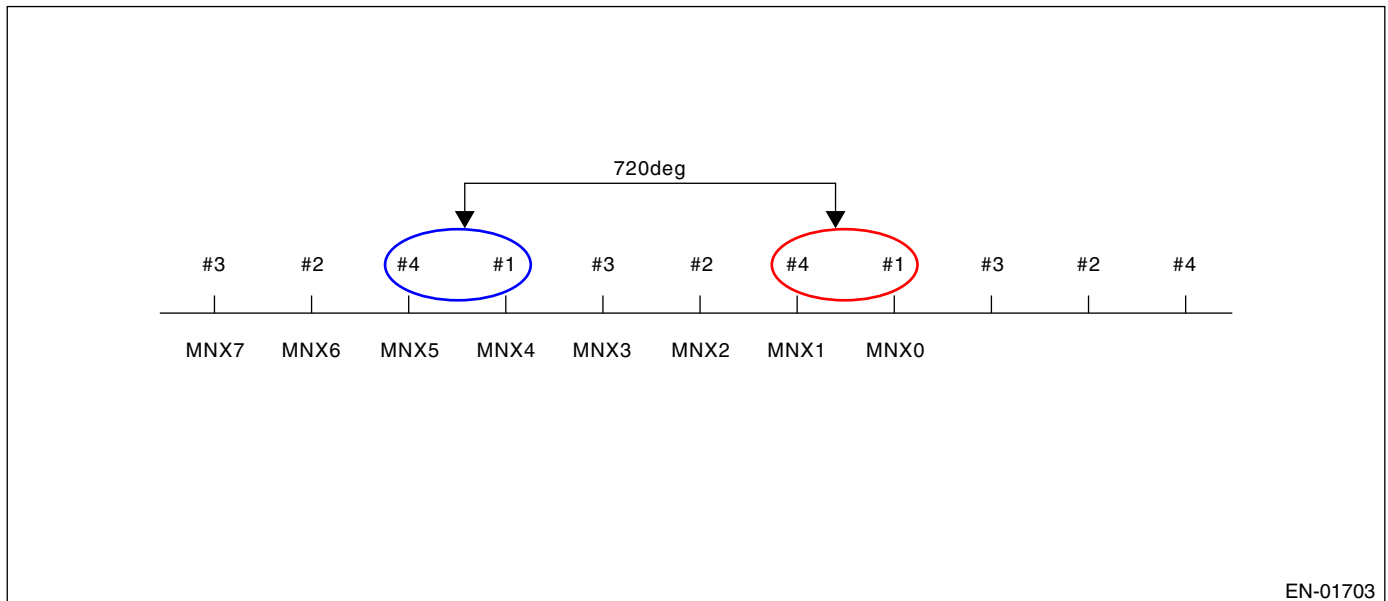 720deg
#3 #2 #4 #1 #3 #2 #4 #1 #3 #2 #4
MNX7 MNX6 MNX5 MNX4 MNX3 MNX2 MNX1 MNX0
EN-01703